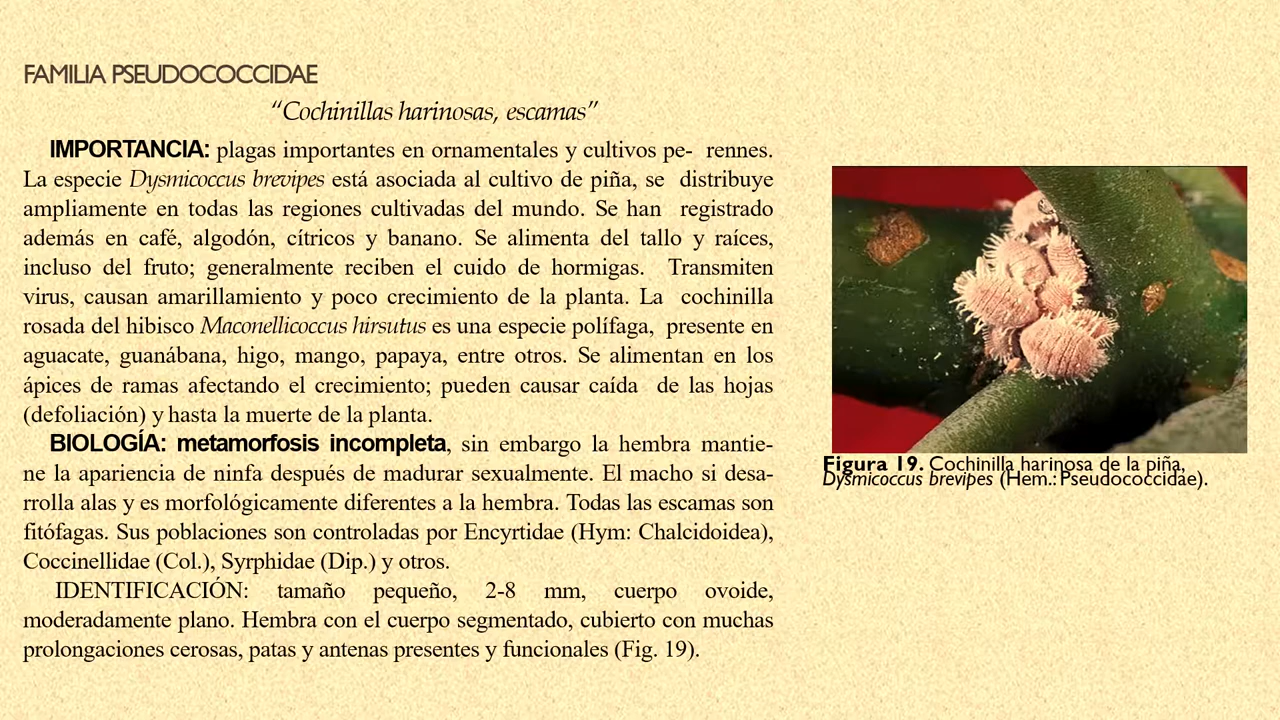 FAMILIA PSEUDOCOCCIDAE
“Cochinillas harinosas, escamas”
IMPORTANCIA: plagas importantes en ornamentales y cultivos pe- rennes.
La especie Dysmicoccus brevipes está asociada al cultivo de piña, se distribuye
ampliamente en todas las regiones cultivadas del mundo. Se han registrado
además en café, algodón, cítricos y banano. Se alimenta del tallo y raíces,
incluso del fruto; generalmente reciben el cuido de hormigas. Transmiten
virus, causan amarillamiento y poco crecimiento de la planta. La cochinilla
rosada del hibisco Maconellicoccus hirsutus es una especie polífaga, presente en
aguacate, guanábana, higo, mango, papaya, entre otros. Se alimentan en los
ápices de ramas afectando el crecimiento; pueden causar caída de las hojas
(defoliación) y hasta la muerte de la planta.
BIOLOGÍA: metamorfosis incompleta, sin embargo la hembra mantie-
ne la apariencia de ninfa después de madurar sexualmente. El macho si desa-
rrolla alas y es morfológicamente diferentes a la hembra. Todas las escamas son
fitófagas. Sus poblaciones son controladas por Encyrtidae (Hym: Chalcidoidea),
Coccinellidae (Col.), Syrphidae (Dip.) y otros.
IDENTIFICACIÓN: tamaño pequeño, 2-8 mm, cuerpo ovoide,
moderadamente plano. Hembra con el cuerpo segmentado, cubierto con muchas
prolongaciones cerosas, patas y antenas presentes y funcionales (Fig. 19).
Figura 19. Cochinilla harinosa de la piña,
Dysmicoccus brevipes (Hem.: Pseudococcidae).